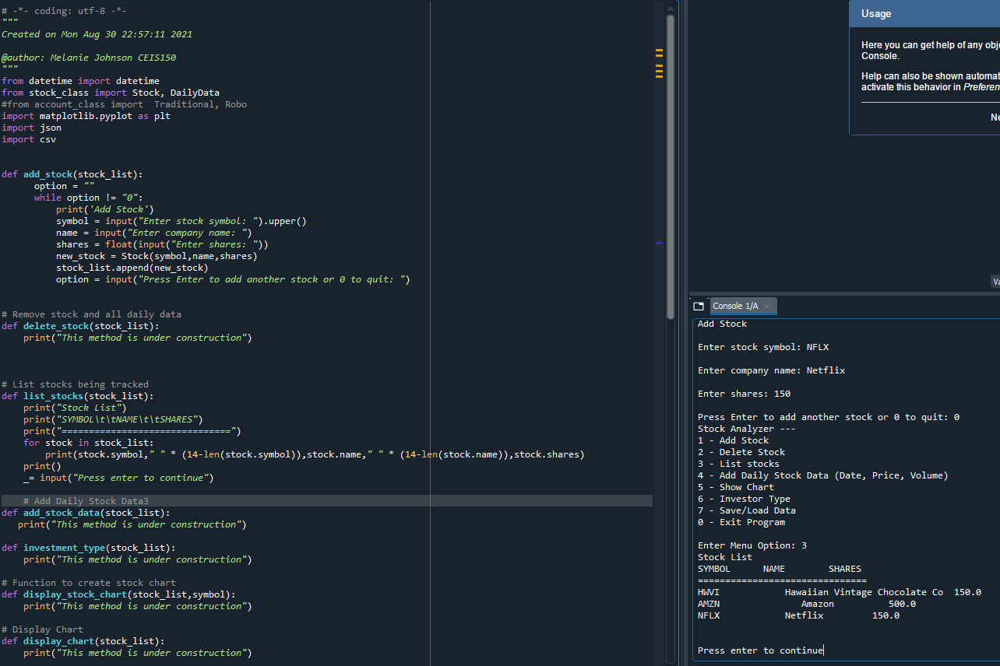 # -*- coding: utf-8 -*-
"""
Created on Mon Aug 30 22:57:11 2021
@author: Melanie Johnson CEIS150
"""
from datetime import datetime
from stock_class import Stock, DailyData
#from account_class import  Traditional, Robo
import matplotlib.pyplot as plt
import json
import csv
def add_stock(stock_list):
      option = ""
      while option != "0":
          print('Add Stock')
          symbol = input("Enter stock symbol: ").upper()
          name = input("Enter company name: ")
          shares = float(input("Enter shares: "))
          new_stock = Stock(symbol,name,shares)
          stock_list.append(new_stock)
          option = input("Press Enter to add another stock or 0 to quit: ")
# Remove stock and all daily data
def delete_stock(stock_list):
    print("This method is under construction")
# List stocks being tracked
def list_stocks(stock_list):
    print("Stock List")
    print("SYMBOL\t\tNAME\t\tSHARES")
    print("===============================")
    for stock in stock_list:
        print(stock.symbol," " * (14-len(stock.symbol)),stock.name," " * (14-len(stock.name)),stock.shares)
    print()
    _= input("Press enter to continue")
    # Add Daily Stock Data3
def add_stock_data(stock_list):
   print("This method is under construction")
def investment_type(stock_list):
    print("This method is under construction")
# Function to create stock chart
def display_stock_chart(stock_list,symbol):
    print("This method is under construction")
# Display Chart
def display_chart(stock_list):
    print("This method is under construction")
Usage
Here you can get help of any obj
Console.
Help can also be shown automat
activate this behavior in Preferen
Ne
Va
Console 1/A
Add Stock
Enter stock symbol: NFLX
Enter company name: Netflix
Enter shares: 150
Press Enter to add another stock or 0 to quit: 0
Stock Analyzer ---
1 - Add Stock
2 - Delete Stock
3 - List stocks
4 - Add Daily Stock Data (Date, Price, Volume)
5 - Show Chart
6 - Investor Type
7 - Save/Load Data
0 - Exit Program
Enter Menu Option: 3
Stock List
SYMBOL      NAME        SHARES
===============================
HWVI            Hawaiian Vintage Chocolate Co  150.0
AMZN               Amazon          500.0
NFLX            Netflix         150.0
Press enter to continue